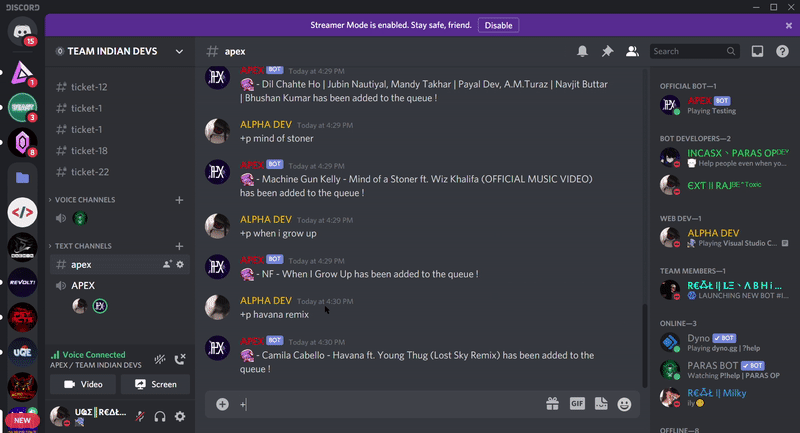 DISCORD
Streamer Mode is enabled. Stay safe, friend. Disable
15
1
3
8
NEW
REVOLT!
UQE
TEAM INDIAN DEVS
ticket-12
ticket-1
ticket-1
ticket-18
ticket-22
VOICE CHANNELS
TEXT CHANNELS
apex
APEX
Voice Connected
APEX / TEAM INDIAN DEVS
Video
Screen
# apex
Search
APEX BOT Today at 4:29 PM
- Dil Chahte Ho | Jubin Nautiyal, Mandy Takhar | Payal Dev, A.M.Turaz | Navjit Buttar
| Bhushan Kumar has been added to the queue !
ALPHA DEV Today at 4:29 PM
+p mind of stoner
APEX BOT Today at 4:29 PM
- Machine Gun Kelly - Mind of a Stoner ft. Wiz Khalifa (OFFICIAL MUSIC VIDEO)
has been added to the queue !
ALPHA DEV Today at 4:29 PM
+p when i grow up
APEX BOT Today at 4:29 PM
- NF - When I Grow Up has been added to the queue !
ALPHA DEV Today at 4:30 PM
+p havana remix
APEX BOT Today at 4:30 PM
- Camila Cabello - Havana ft. Young Thug (Lost Sky Remix) has been added to the
queue !
+
GIF
OFFICIAL BOT—1
APEX BOT
Playing Testing
BOT DEVELOPERS—2
INCASX、PARAS OP
Help people even when yo...
WEB DEV—1
ALPHA DEV
Playing Visual Studio C...
TEAM MEMBERS—1
LAUNCHING NEW BOT #I...
ONLINE—3
Dyno ✓ BOT
Playing dyno.gg | ?help
PARAS BOT ✓ BOT
Watching P!help | PARAS OP
Milky
ily
OFFLINE—8